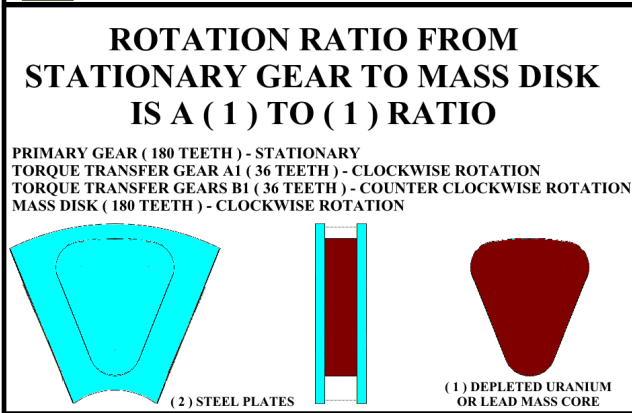 ROTATION RATIO FROM
STATIONARY GEAR TO MASS DISK
IS A ( 1 ) TO ( 1 ) RATIO
PRIMARY GEAR ( 180 TEETH ) - STATIONARY
TORQUE TRANSFER GEAR A1 ( 36 TEETH ) - CLOCKWISE ROTATION
TORQUE TRANSFER GEARS B1 ( 36 TEETH ) - COUNTER CLOCKWISE ROTATION
MASS DISK ( 180 TEETH ) - CLOCKWISE ROTATION
( 2 ) STEEL PLATES
( 1 ) DEPLETED URANIUM
OR LEAD MASS CORE